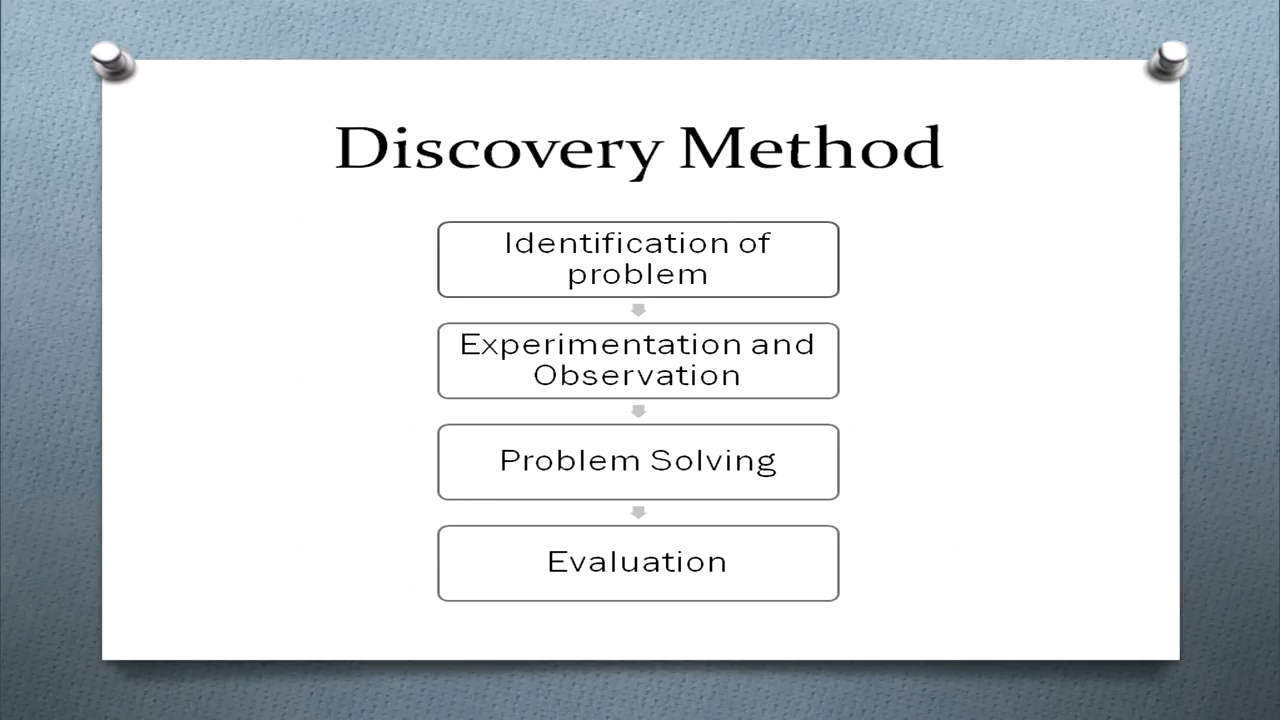 Discovery Method
Identification of
problem
Experimentation and
Observation
Problem Solving
Evaluation